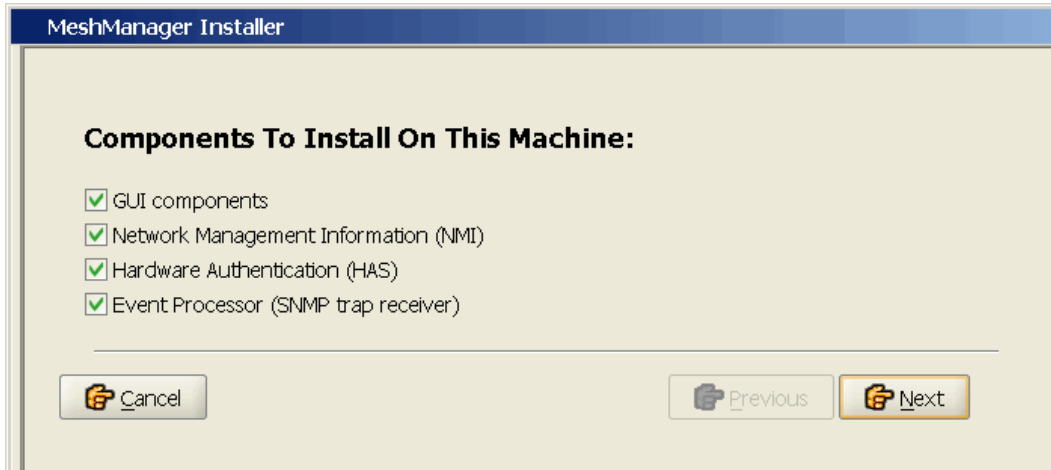 MeshManager Installer
Components To Install On This Machine:
GUI components
Network Management Information (NMI)
Hardware Authentication (HAS)
Event Processor (SNMP trap receiver)
Cancel Previous Next